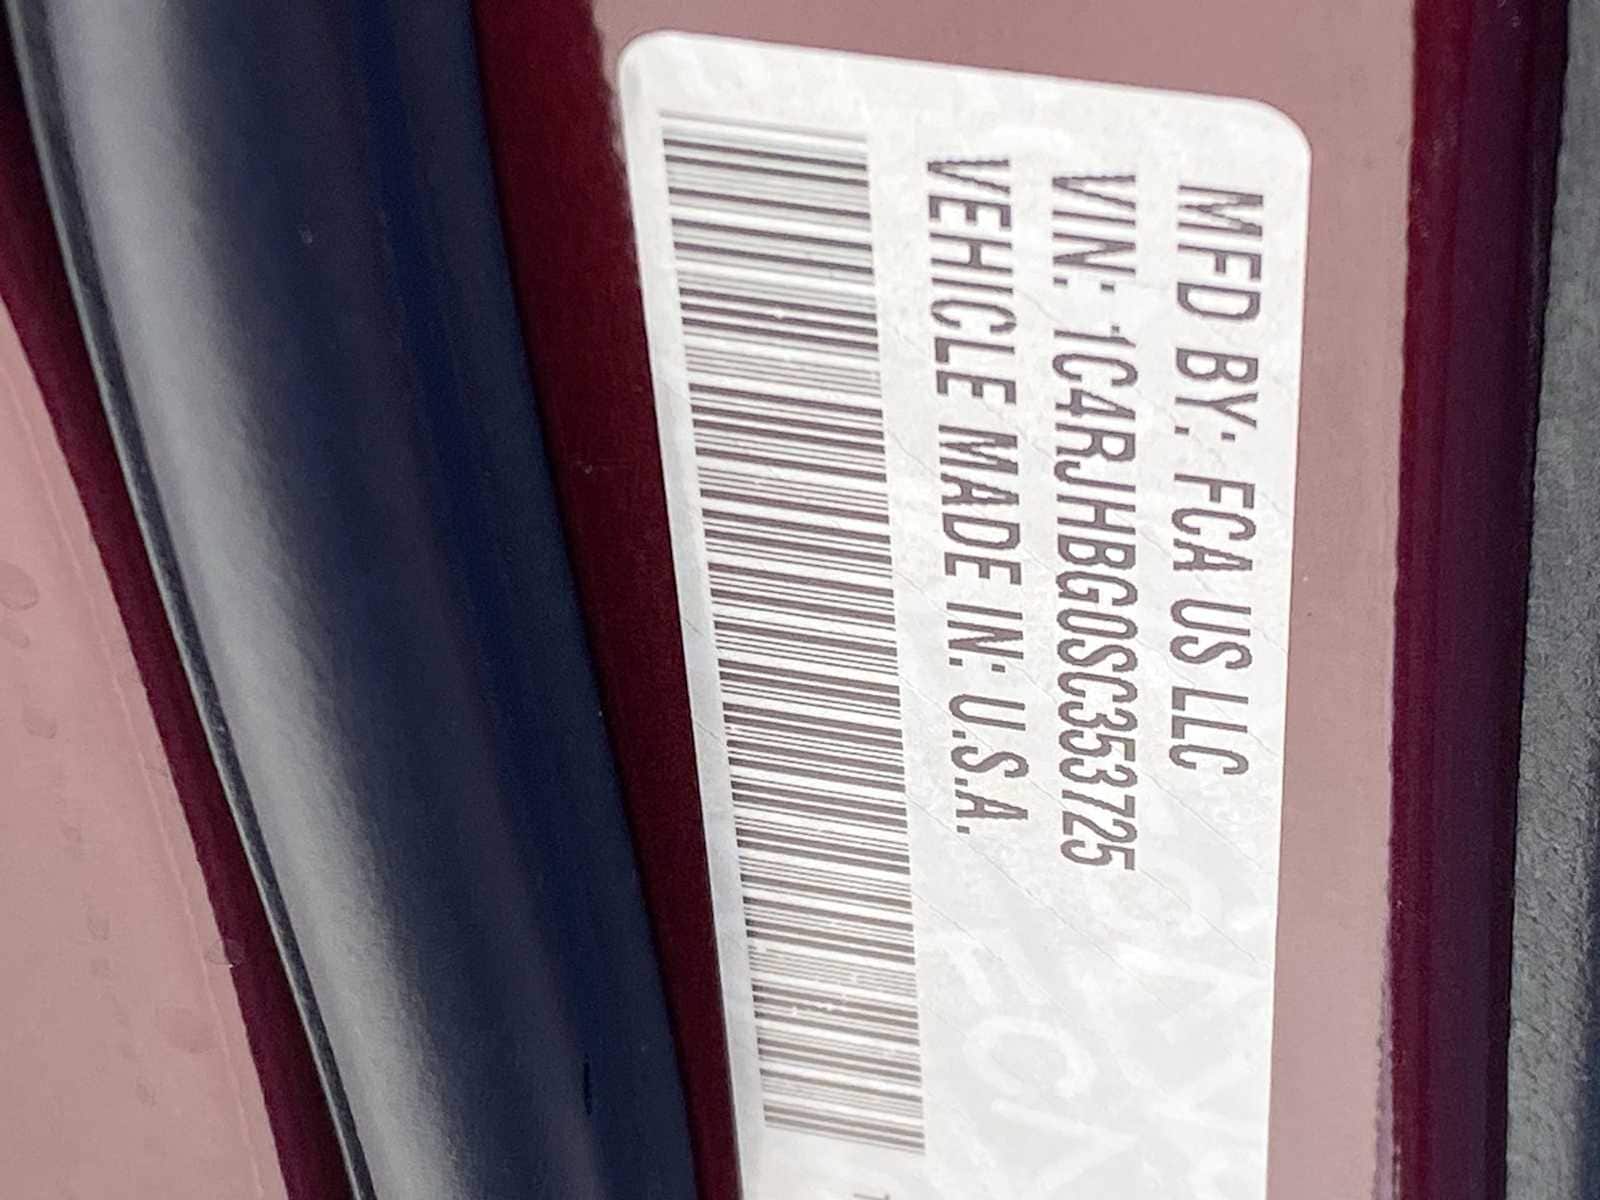 MFD BY: FCA US LLC
VIN: 1C4RJHBG0SC353725
VEHICLE MADE IN: U.S.A.